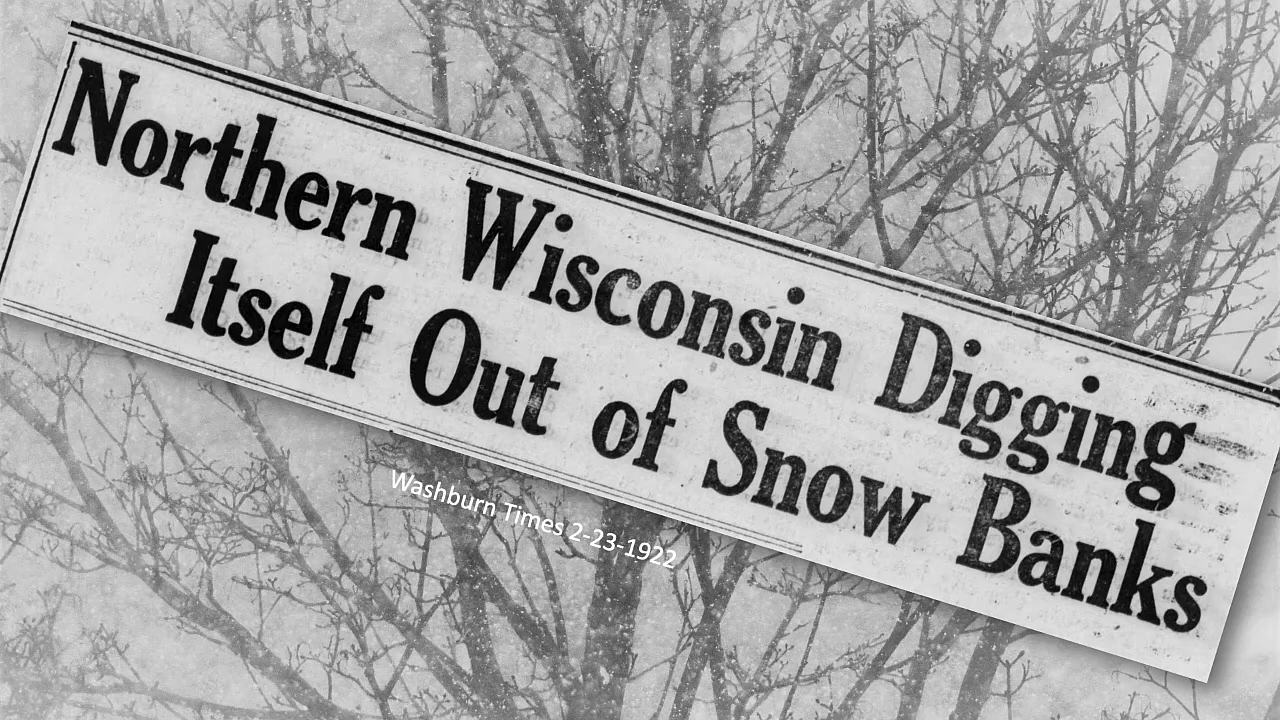 Northern Wisconsin Digging
Itself Out of Snow Banks
Washburn Times 2-23-1922